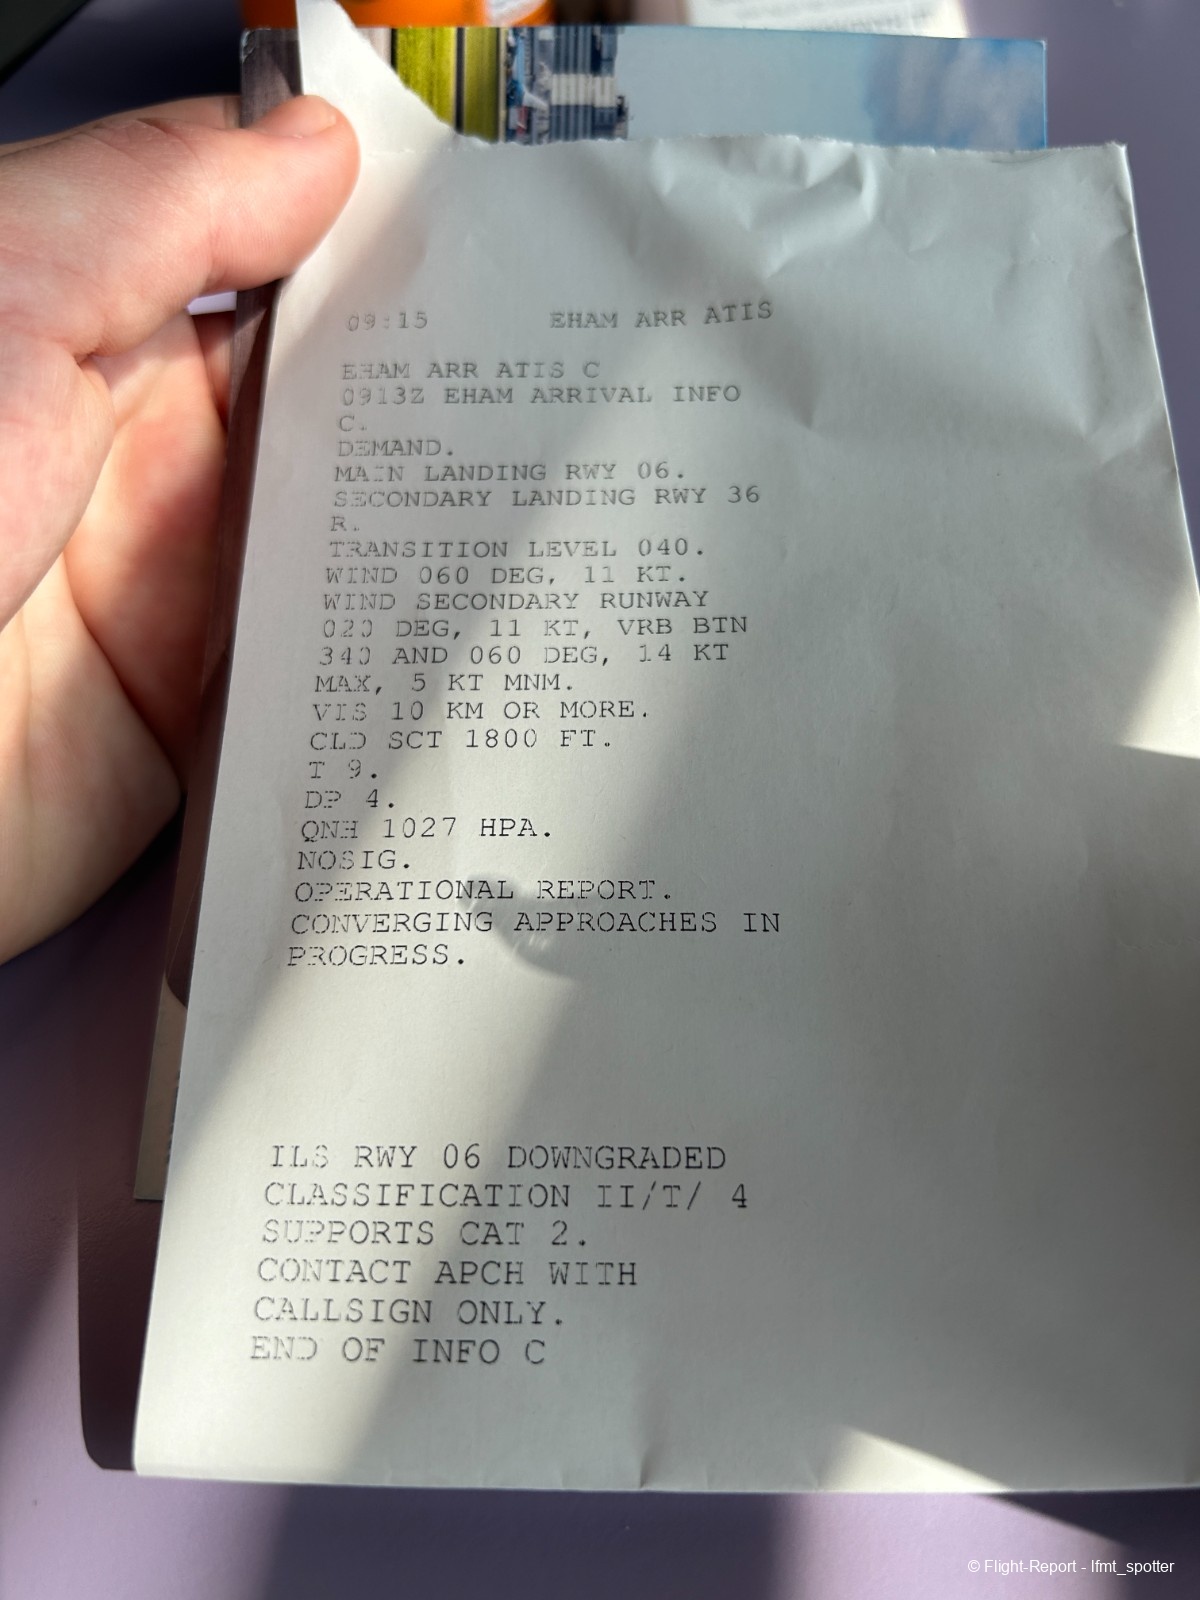 09:15 EHAM ARR ATIS
EHAM ARR ATIS C
0913Z EHAM ARRIVAL INFO
C.
DEMAND.
MAIN LANDING RWY 06.
SECONDARY LANDING RWY 36
R.
TRANSITION LEVEL 040.
WIND 060 DEG, 11 KT.
WIND SECONDARY RUNWAY
020 DEG, 11 KT, VRB BTN
340 AND 060 DEG, 14 KT
MAX, 5 KT MNM.
VIS 10 KM OR MORE.
CLD SCT 1800 FT.
T 9.
DP 4.
QNH 1027 HPA.
NOSIG.
OPERATIONAL REPORT.
CONVERGING APPROACHES IN
PROGRESS.
ILS RWY 06 DOWNGRADED
CLASSIFICATION II/T/ 4
SUPPORTS CAT 2.
CONTACT APCH WITH
CALLSIGN ONLY.
END OF INFO C
© Flight-Report - lfmt_spotter